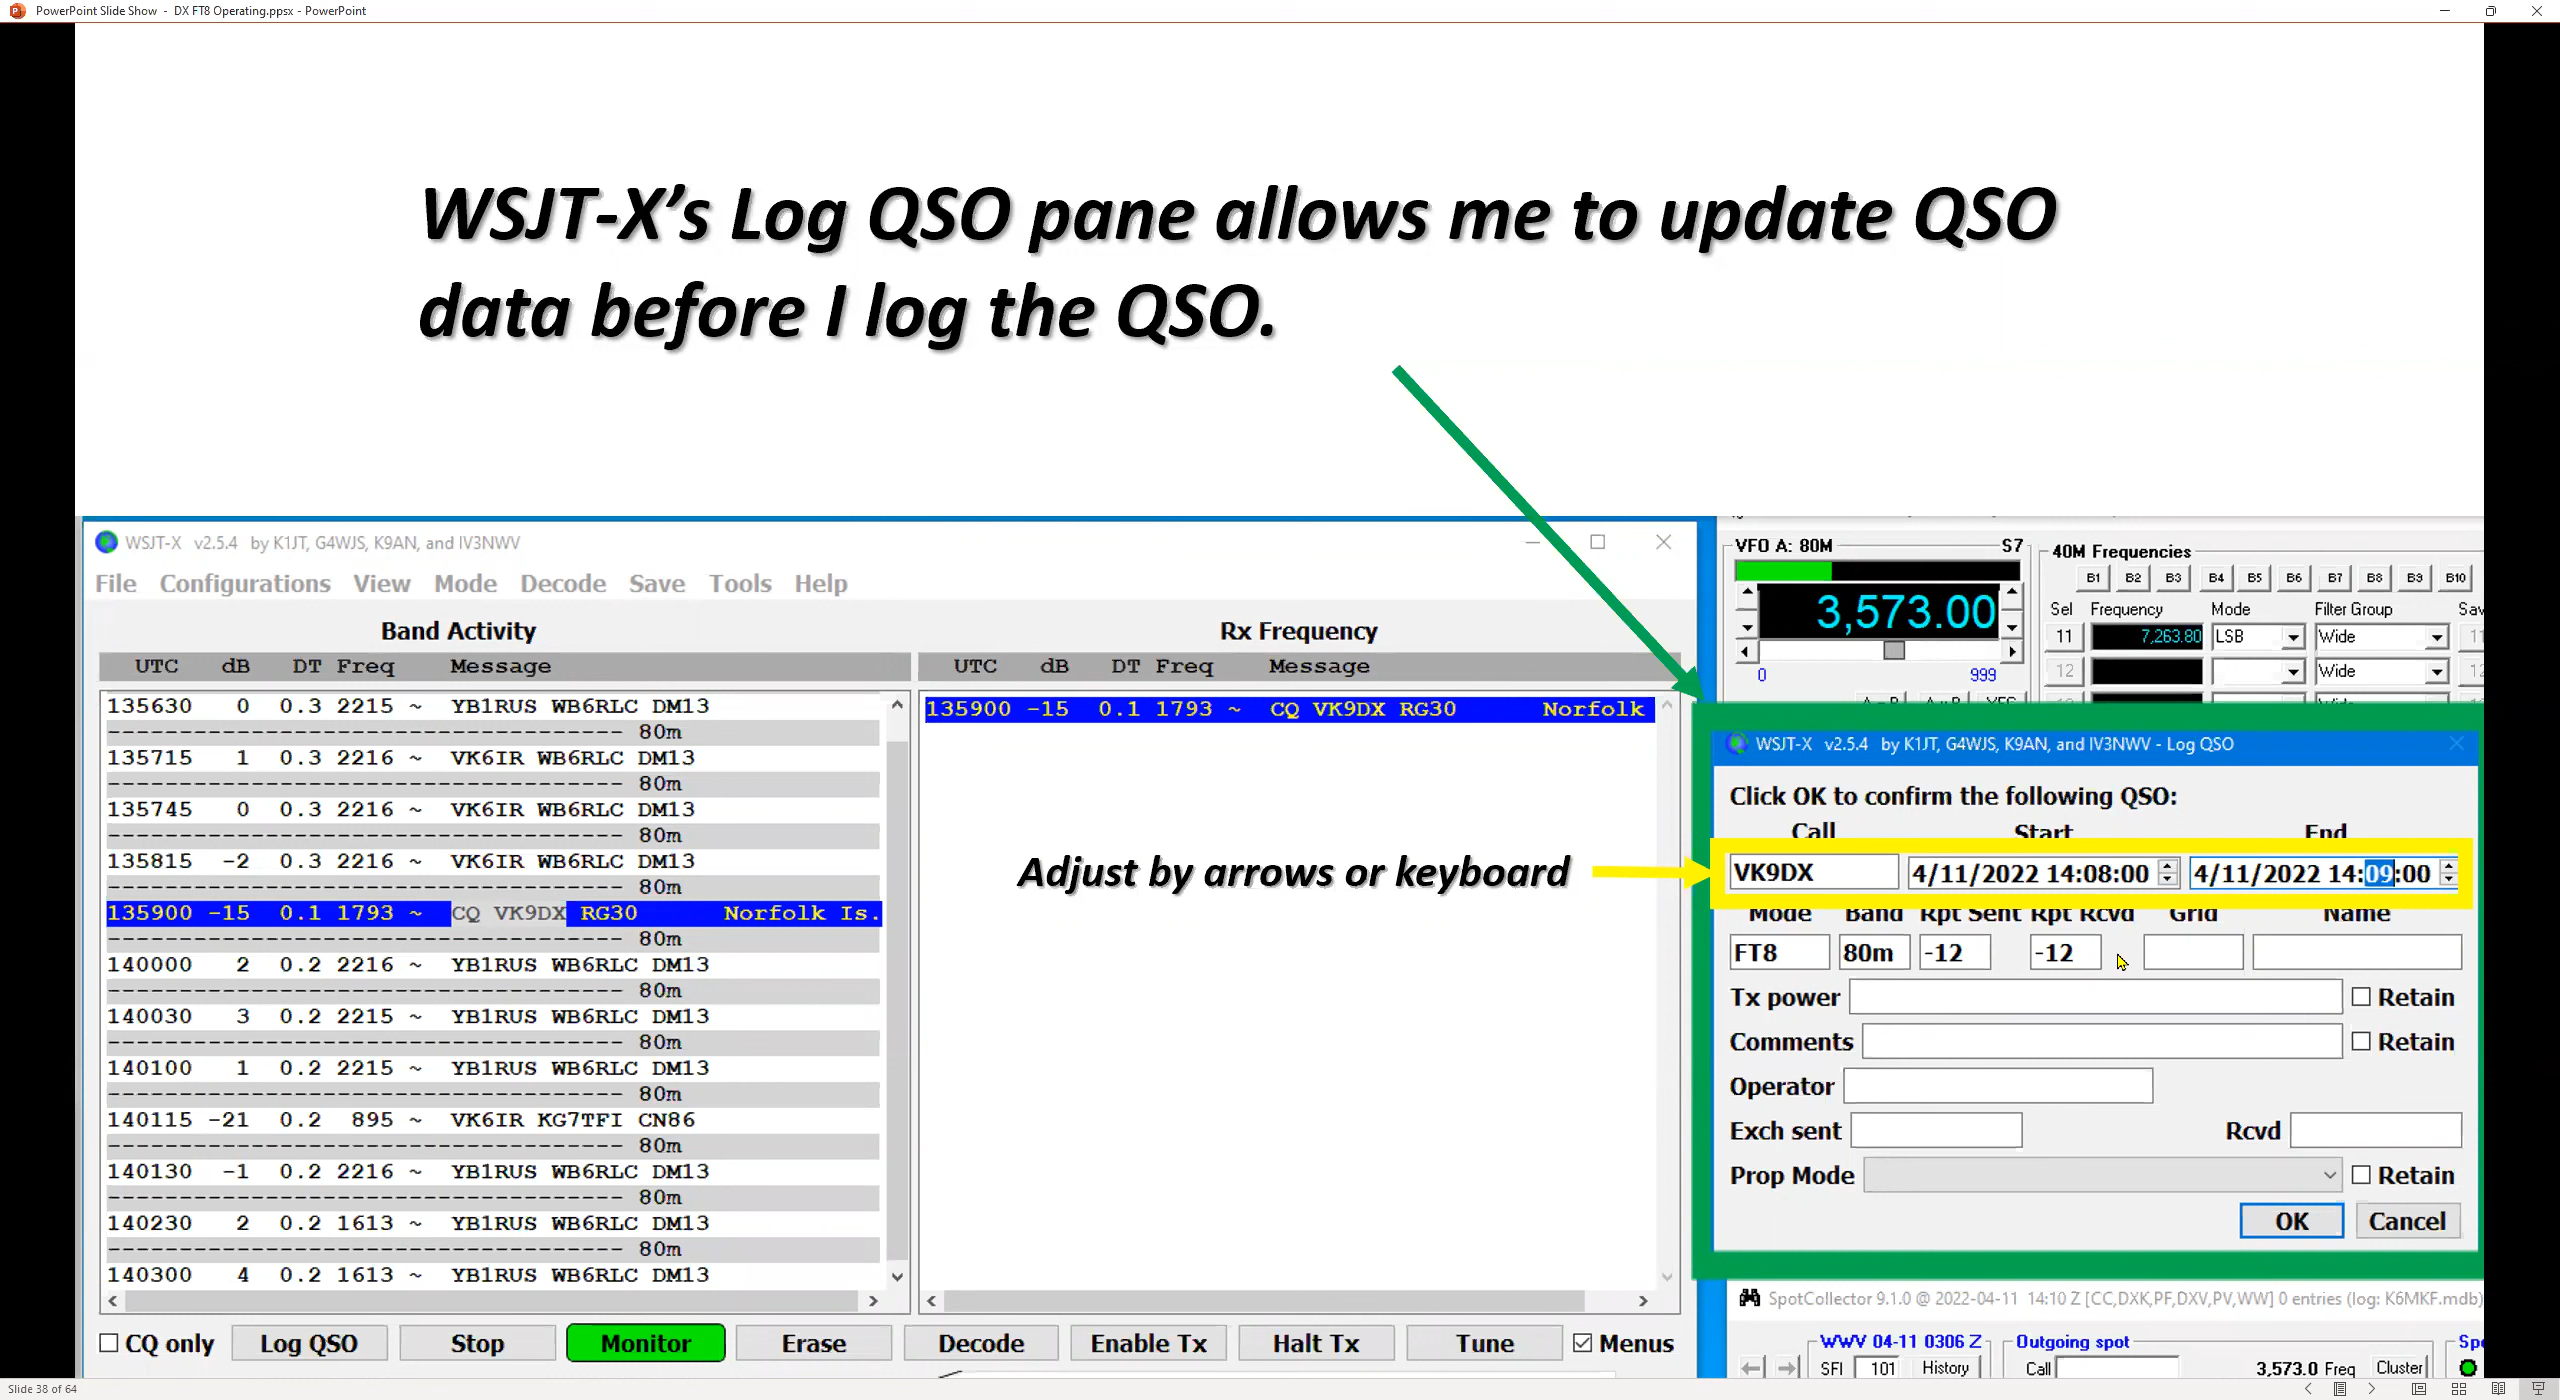 PowerPoint Slide Show - DX FT8 Operating.ppsx - PowerPoint
WSJT-X’s Log QSO pane allows me to update QSO
data before I log the QSO.
WSJT-X v2.5.4 by K1JT, G4WJS, K9AN, and IV3NWV
File Configurations View Mode Decode Save Tools Help
Band Activity
UTC dB DT Freq Message
135630 0 0.3 2215 ~ YB1RUS WB6RLC DM13
------------------------------------ 80m
135715 1 0.3 2216 ~ VK6IR WB6RLC DM13
------------------------------------ 80m
135745 0 0.3 2216 ~ VK6IR WB6RLC DM13
------------------------------------ 80m
135815 -2 0.3 2216 ~ VK6IR WB6RLC DM13
------------------------------------ 80m
135900 -15 0.1 1793 ~ CQ VK9DX RG30 Norfolk Is.
------------------------------------ 80m
140000 2 0.2 2216 ~ YB1RUS WB6RLC DM13
------------------------------------ 80m
140030 3 0.2 2215 ~ YB1RUS WB6RLC DM13
------------------------------------ 80m
140100 1 0.2 2215 ~ YB1RUS WB6RLC DM13
------------------------------------ 80m
140115 -21 0.2 895 ~ VK6IR KG7TFI CN86
------------------------------------ 80m
140130 -1 0.2 2216 ~ YB1RUS WB6RLC DM13
------------------------------------ 80m
140230 2 0.2 1613 ~ YB1RUS WB6RLC DM13
------------------------------------ 80m
140300 4 0.2 1613 ~ YB1RUS WB6RLC DM13
Rx Frequency
UTC dB DT Freq Message
135900 -15 0.1 1793 ~ CQ VK9DX RG30 Norfolk
Adjust by arrows or keyboard
CQ only Log QSO Stop Monitor Erase Decode Enable Tx Halt Tx Tune Menus
VFO A: 80M S7
3,573.00
0 999
40M Frequencies
B1 B2 B3 B4 B5 B6 B7 B8 B9 B10
Sel Frequency Mode Filter Group Sav
11 7,263.80 LSB Wide 11
12 Wide 12
WSJT-X v2.5.4 by K1JT, G4WJS, K9AN, and IV3NWV - Log QSO
Click OK to confirm the following QSO:
Call Start End
VK9DX 4/11/2022 14:08:00 4/11/2022 14:09:00
Mode Band Rpt Sent Rpt Rcvd Grid Name
FT8 80m -12 -12
Tx power Retain
Comments Retain
Operator
Exch sent Rcvd
Prop Mode Retain
OK Cancel
SpotCollector 9.1.0 @ 2022-04-11 14:10 Z [CC,DXK,PF,DXV,PV,WW] 0 entries (log: K6MKF.mdb)
WWV 04-11 0306 Z Outgoing spot Spo
SFI 101 History Call 3,573.0 Freq Cluster
Slide 38 of 64